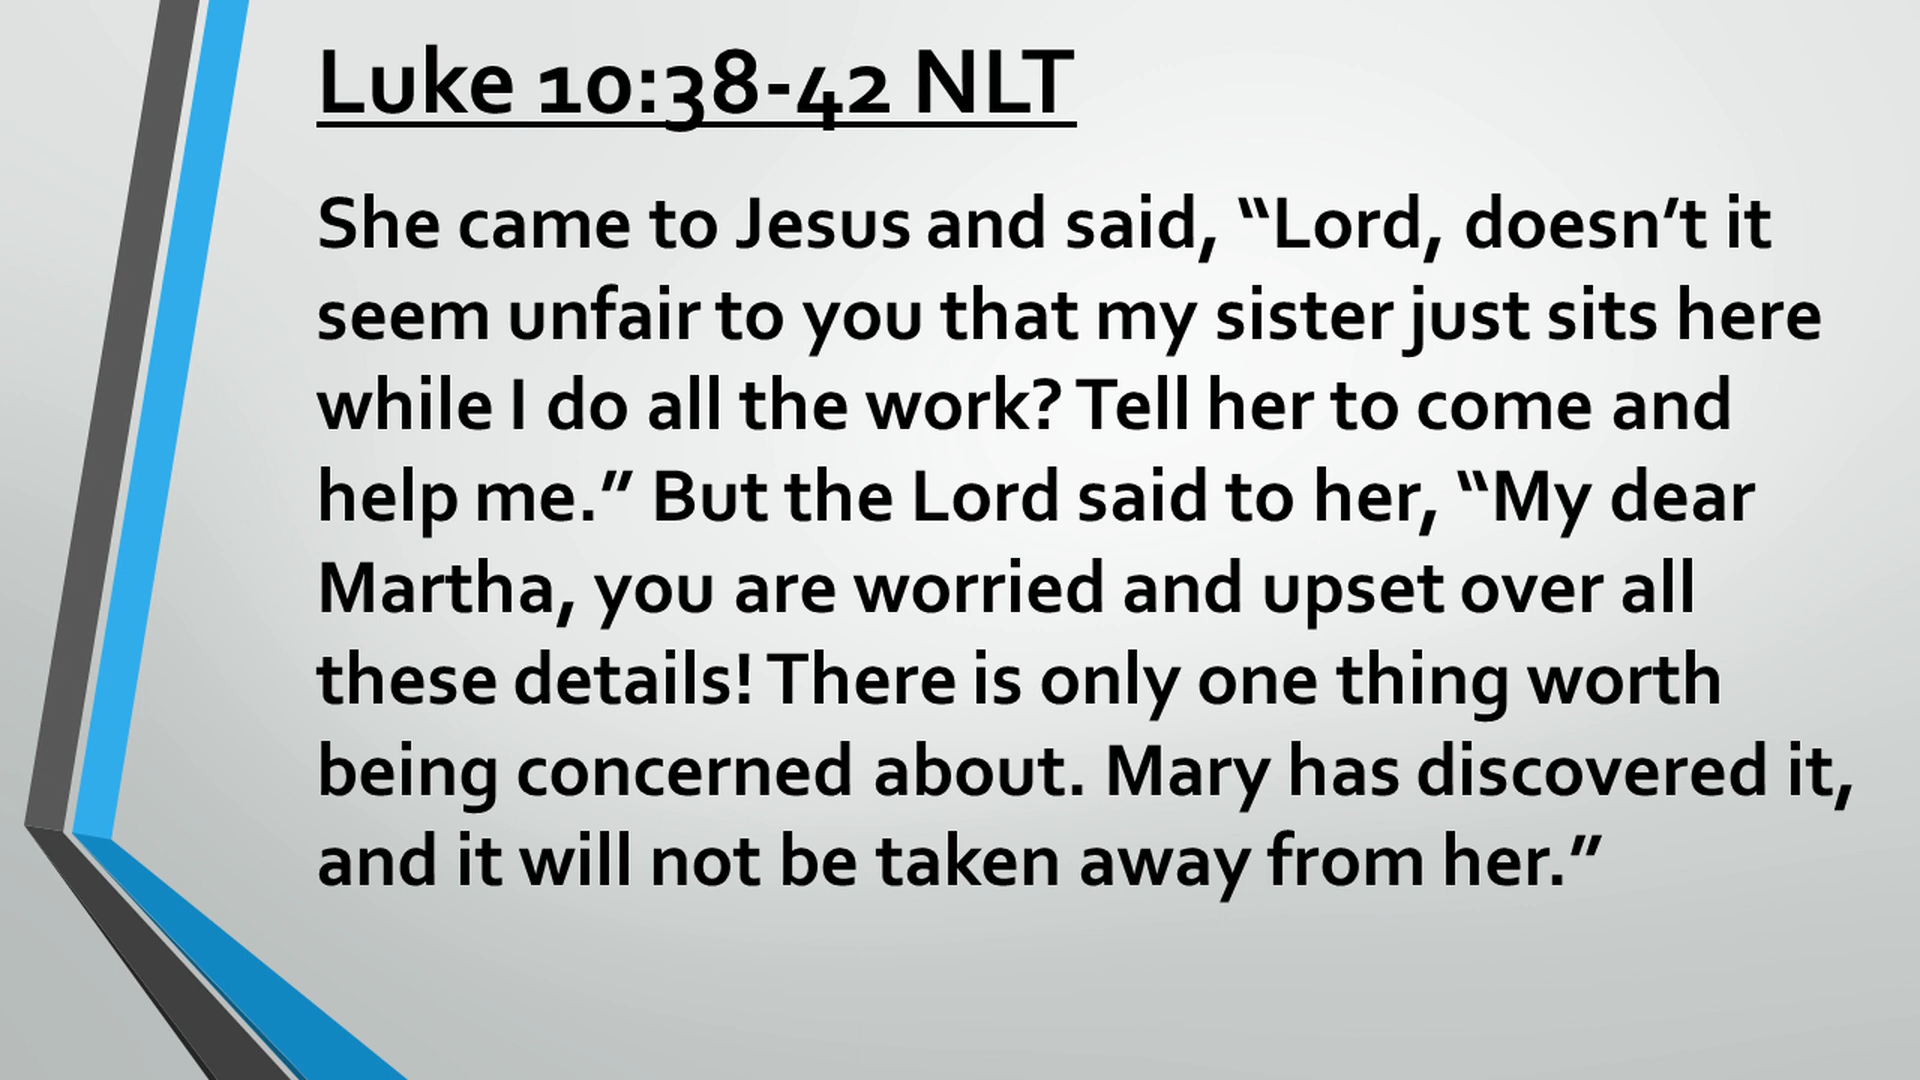 Luke 10:38-42 NLT
She came to Jesus and said, “Lord, doesn’t it
seem unfair to you that my sister just sits here
while I do all the work? Tell her to come and
help me.” But the Lord said to her, “My dear
Martha, you are worried and upset over all
these details! There is only one thing worth
being concerned about. Mary has discovered it,
and it will not be taken away from her.”